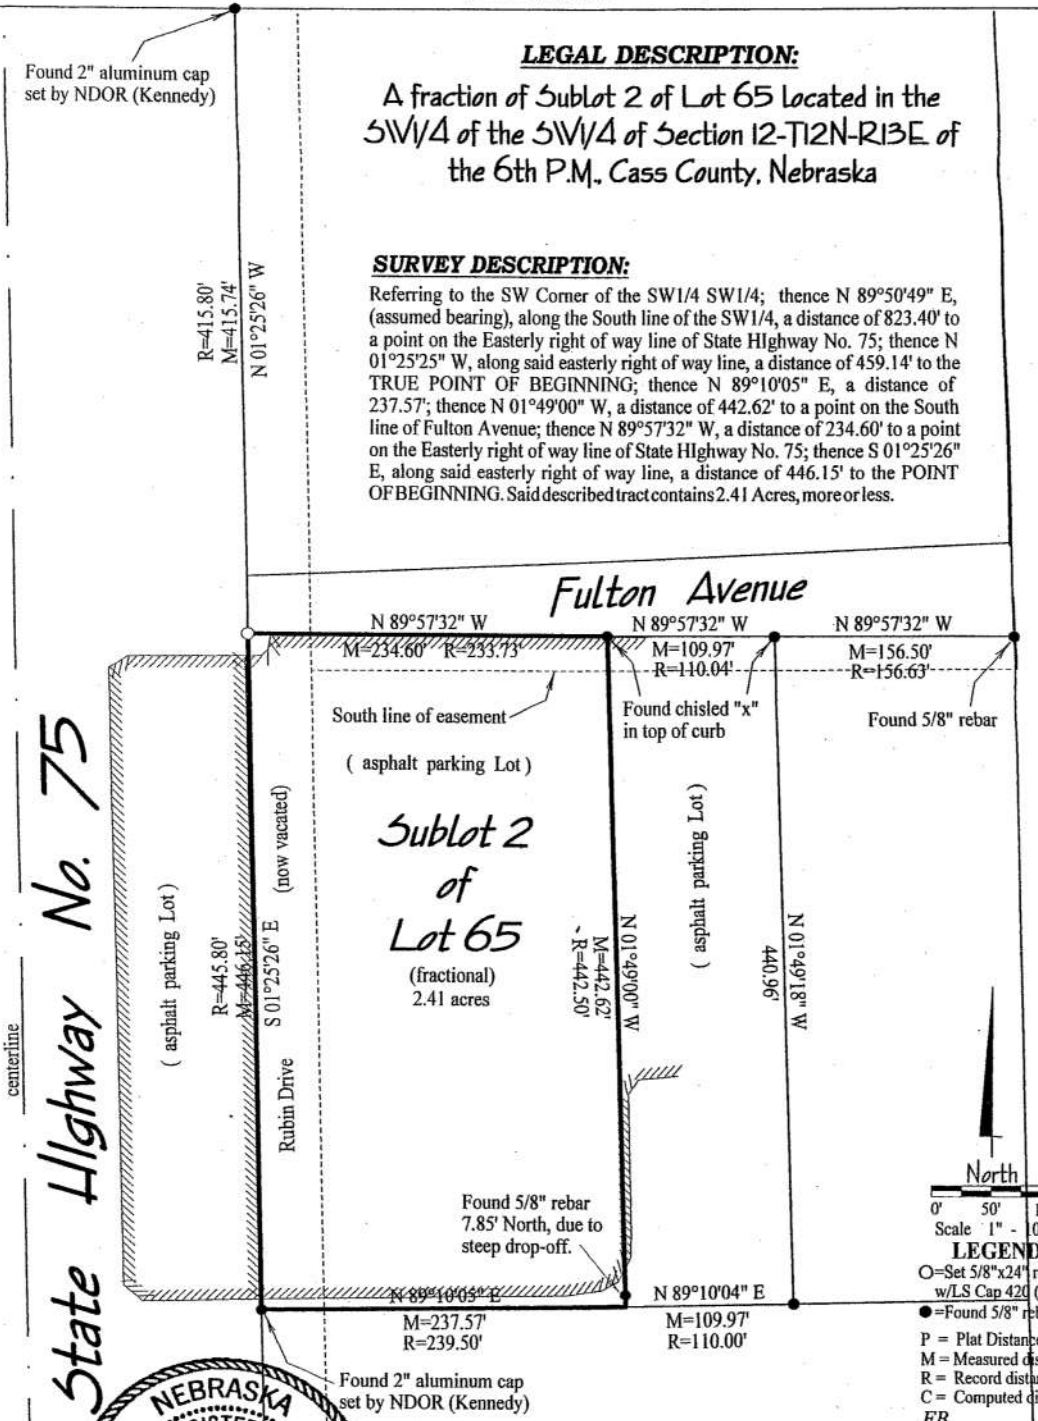 Found 2" aluminum cap
set by NDOR (Kennedy)
LEGAL DESCRIPTION:
A fraction of Sublot 2 of Lot 65 Located in the
SW1/4 of the SW1/4 of Section 12-T12N-R13E of
the 6th P.M., Cass County, Nebraska
R=415.80'
M=415.74'
N 01°25'26" W
SURVEY DESCRIPTION:
Referring to the SW Corner of the SW1/4 SW1/4; thence N 89°50'49" E,
(assumed bearing), along the South line of the SW1/4, a distance of 823.40' to
a point on the Easterly right of way line of State HIghway No. 75; thence N
01°25'25" W, along said easterly right of way line, a distance of 459.14' to the
TRUE POINT OF BEGINNING; thence N 89°10'05" E, a distance of
237.57'; thence N 01°49'00" W, a distance of 442.62' to a point on the South
line of Fulton Avenue; thence N 89°57'32" W, a distance of 234.60' to a point
on the Easterly right of way line of State HIghway No. 75; thence S 01°25'26"
E, along said easterly right of way line, a distance of 446.15' to the POINT
OF BEGINNING. Said described tract contains 2.41 Acres, more or less.
Fulton Avenue
N 89°57'32" W
M=234.60' R=233.73'
N 89°57'32" W
M=109.97'
R=110.04'
N 89°57'32" W
M=156.50'
R=156.63'
South line of easement
Found chisled "x"
in top of curb
Found 5/8" rebar
( asphalt parking Lot )
Sublot 2
of
Lot 65
(fractional)
2.41 acres
State HIghway No. 75
centerline
( asphalt parking Lot )
R=445.80'
M=446.15'
S 01°25'26" E
(now vacated)
Rubin Drive
N 01°49'00" W
M=442.62'
R=442.50'
( asphalt parking Lot )
N 01°49'18" W
440.96'
Found 5/8" rebar
7.85' North, due to
steep drop-off.
N 89°10'05" E
M=237.57'
R=239.50'
N 89°10'04" E
M=109.97'
R=110.00'
Found 2" aluminum cap
set by NDOR (Kennedy)
NEBRASKA
North
0' 50'
Scale 1" -
LEGEND
O=Set 5/8"x24"
w/LS Cap 420
●=Found 5/8"
P = Plat Distance
M = Measured
R = Record
C = Computed